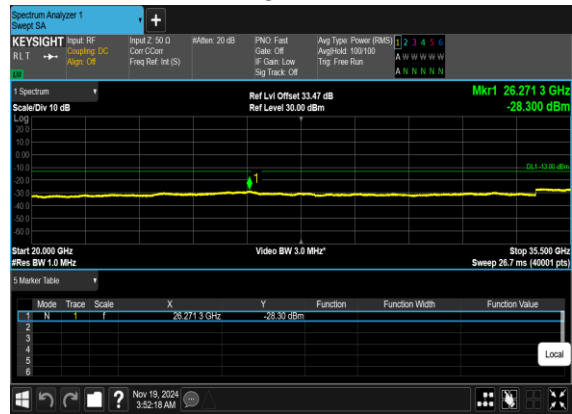 Spectrum Analyzer 1
Swept SA
KEYSIGHT Input: RF Input Z: 50 Ω #Atten: 20 dB PNO: Fast Avg Type: Power (RMS) 1 2 3 4 5 6
RLT Coupling: DC Corr CCorr Gate: Off Avg|Hold: 100/100 A W W W W W
Align: Off Freq Ref: Int (S) IF Gain: Low Trig: Free Run
Sig Track: Off A N N N N N
1 Spectrum Ref Lvl Offset 33.47 dB Mkr1 26.271 3 GHz
Scale/Div 10 dB Ref Level 30.00 dBm -28.300 dBm
Log
20.0
10.0
0.00
-10.0 DL1 -13.00 dBm
-20.0 1
-30.0
-40.0
-50.0
-60.0
Start 20.000 GHz Video BW 3.0 MHz* Stop 35.500 GHz
#Res BW 1.0 MHz Sweep 26.7 ms (40001 pts)
5 Marker Table
Mode Trace Scale X Y Function Function Width Function Value
1 N 1 f 26.271 3 GHz -28.30 dBm
2
3
4
5
6
Local
? Nov 19, 2024
3:52:18 AM